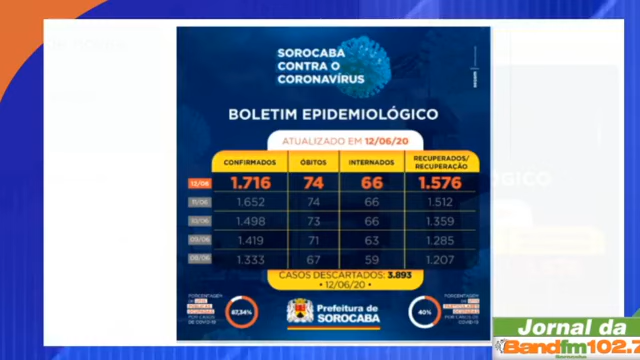 SOROCABA
CONTRA O
CORONAVÍRUS
BOLETIM EPIDEMIOLÓGICO
ATUALIZADO EM 12/06/20
CONFIRMADOS ÓBITOS INTERNADOS RECUPERADOS/
RECUPERAÇÃO
12/06 1.716 74 66 1.576
11/06 1.652 74 66 1.512
10/06 1.498 73 66 1.359
09/06 1.419 71 63 1.285
08/06 1.333 67 59 1.207
CASOS DESCARTADOS: 3.893
• 12/06/20 •
87,34%
Prefeitura de
SOROCABA
40%
COVID-19
Jornal da
Bandfm102.7